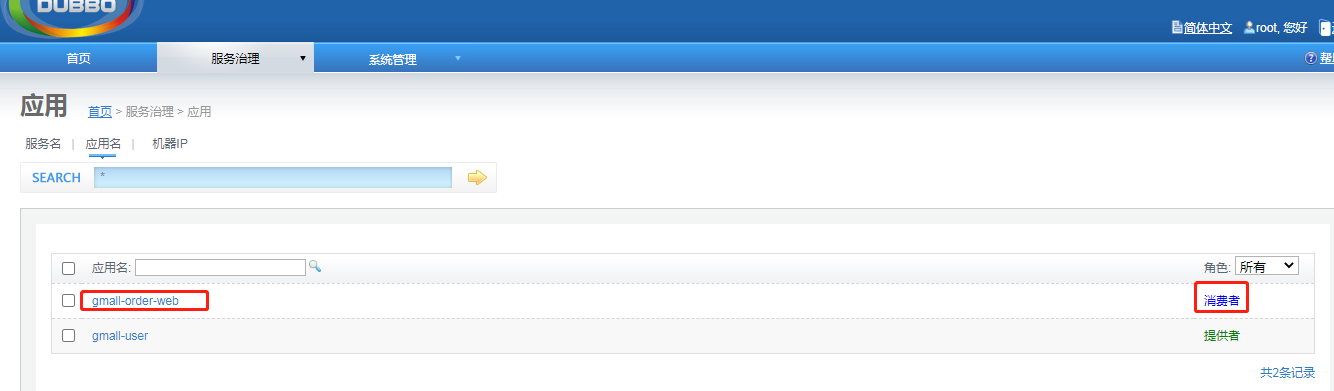 DUBBO
简体中文 root, 您好
首页 服务治理 系统管理
应用 首页 > 服务治理 > 应用
服务名 | 应用名 | 机器IP
SEARCH *
应用名: 角色: 所有
gmall-order-web 消费者
gmall-user 提供者
共2条记录